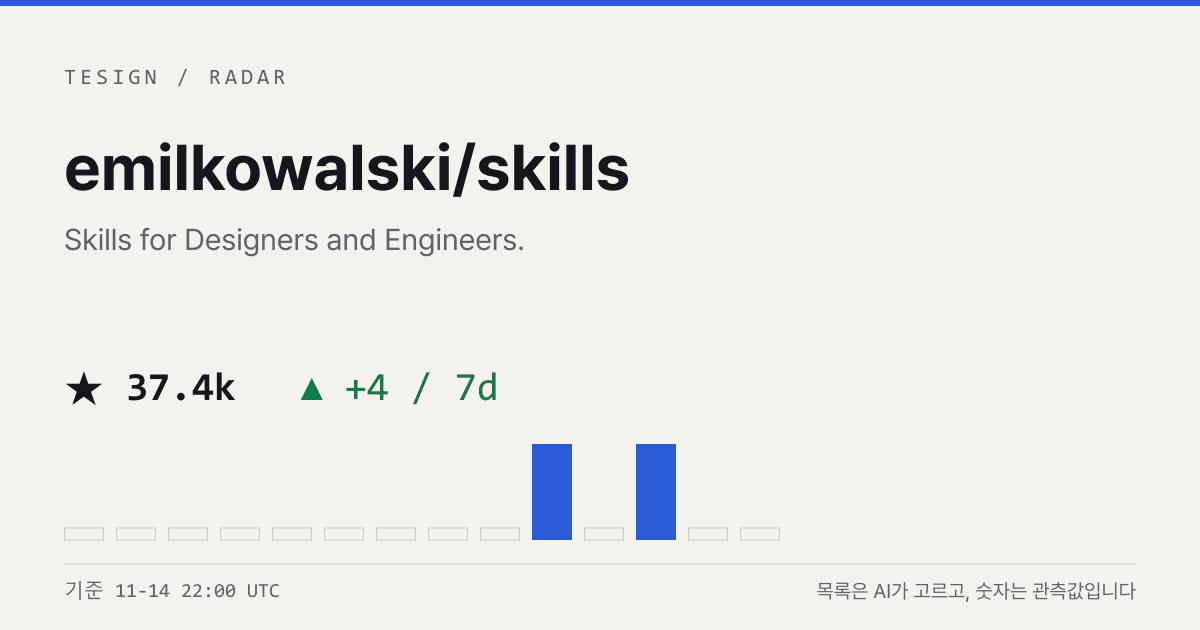 TESIGN / RADAR
emilkowalski/skills
Skills for Designers and Engineers.
★ 37.4k ▲ +4 / 7d
기준 11-14 22:00 UTC
목록은 AI가 고르고, 숫자는 관측값입니다